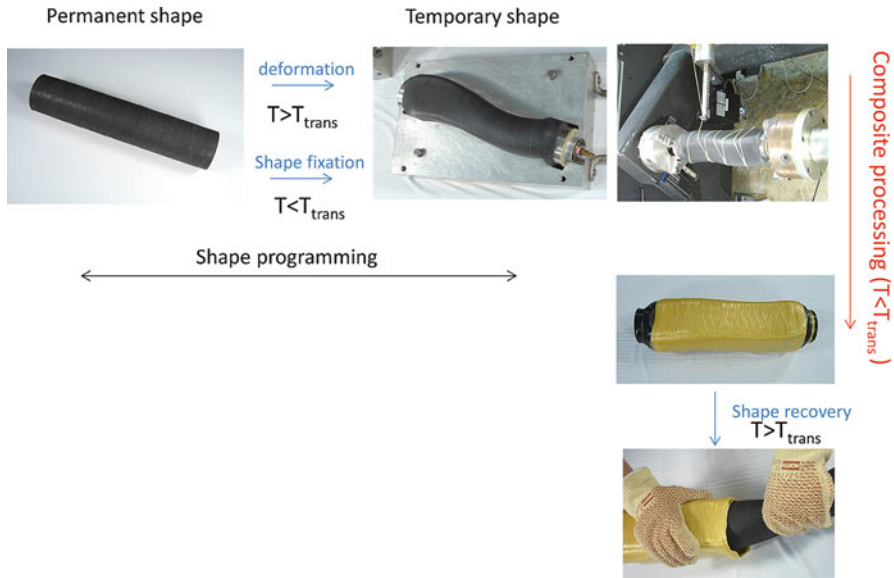 Permanent shape
Temporary shape
deformation
T>Ttrans
Shape fixation
T<Ttrans
Shape programming
Composite processing (T<Ttrans)
Shape recovery
T>Ttrans